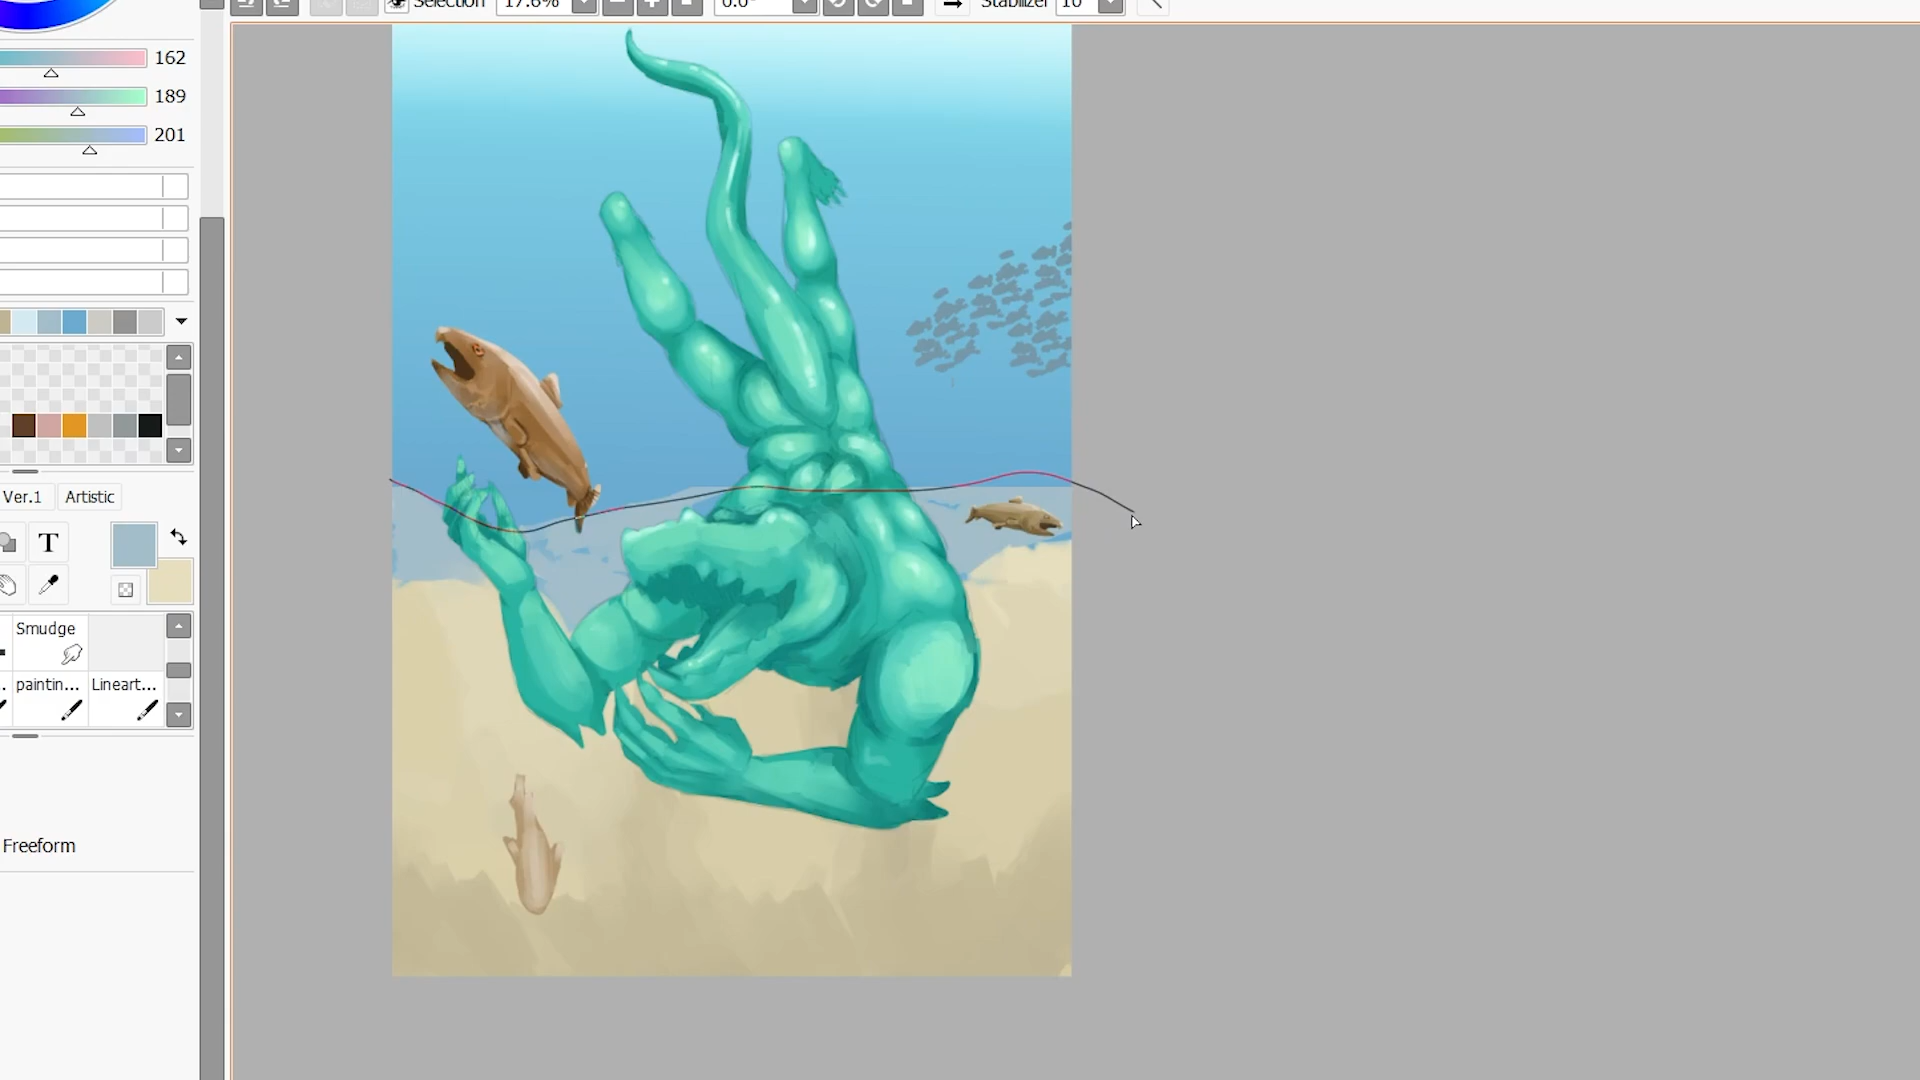 Selection 17.6% 0.0° Stabilizer 10
162
189
201
Ver.1 Artistic
T
Smudge
paintin... Lineart...
Freeform